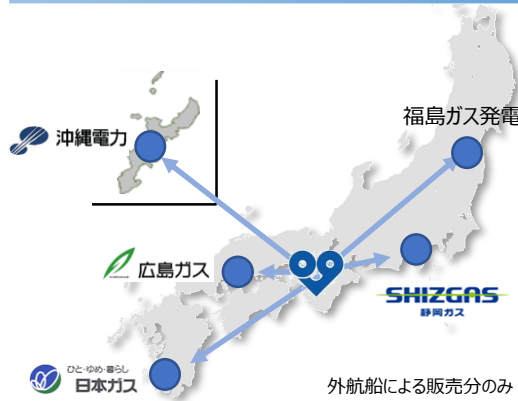 福島ガス発電
沖縄電力
広島ガス
SHIZGAS
静岡ガス
ひと・ゆめ・暮らし
日本ガス
外航船による販売分のみ